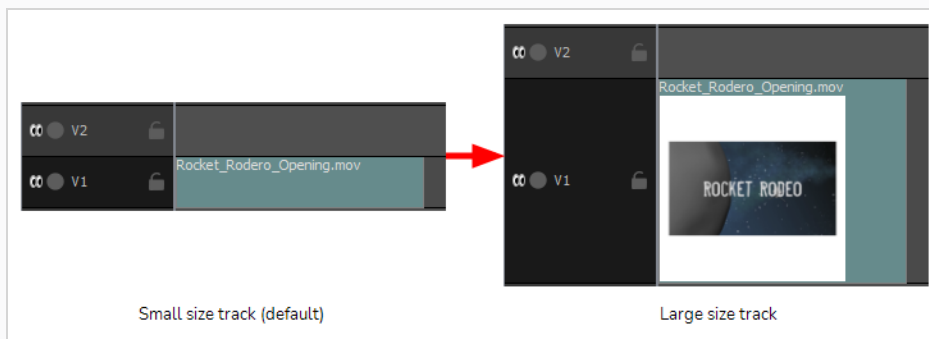 V2
Rocket_Rodero_Opening.mov
V1
Small size track (default)
V2
Rocket_Rodero_Opening.mov
ROCKET RODEO
V1
Large size track